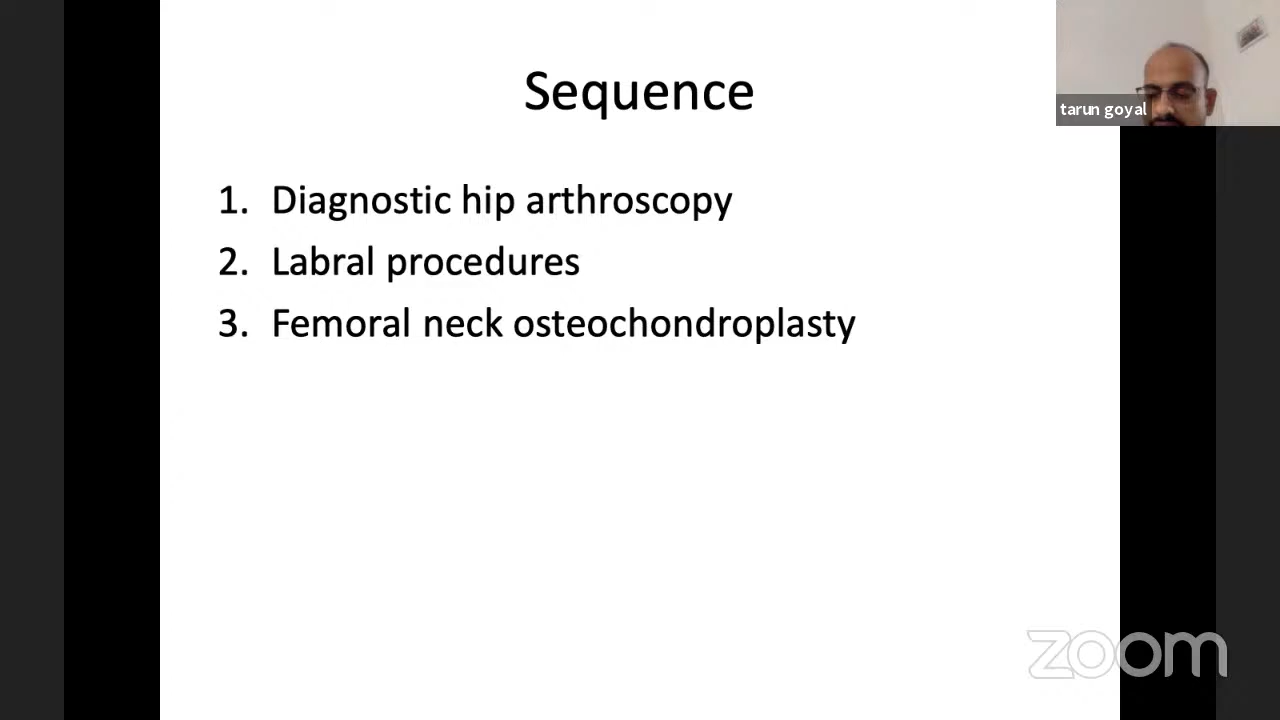 Sequence
tarun goyal
1. Diagnostic hip arthroscopy
2. Labral procedures
3. Femoral neck osteochondroplasty
zoom